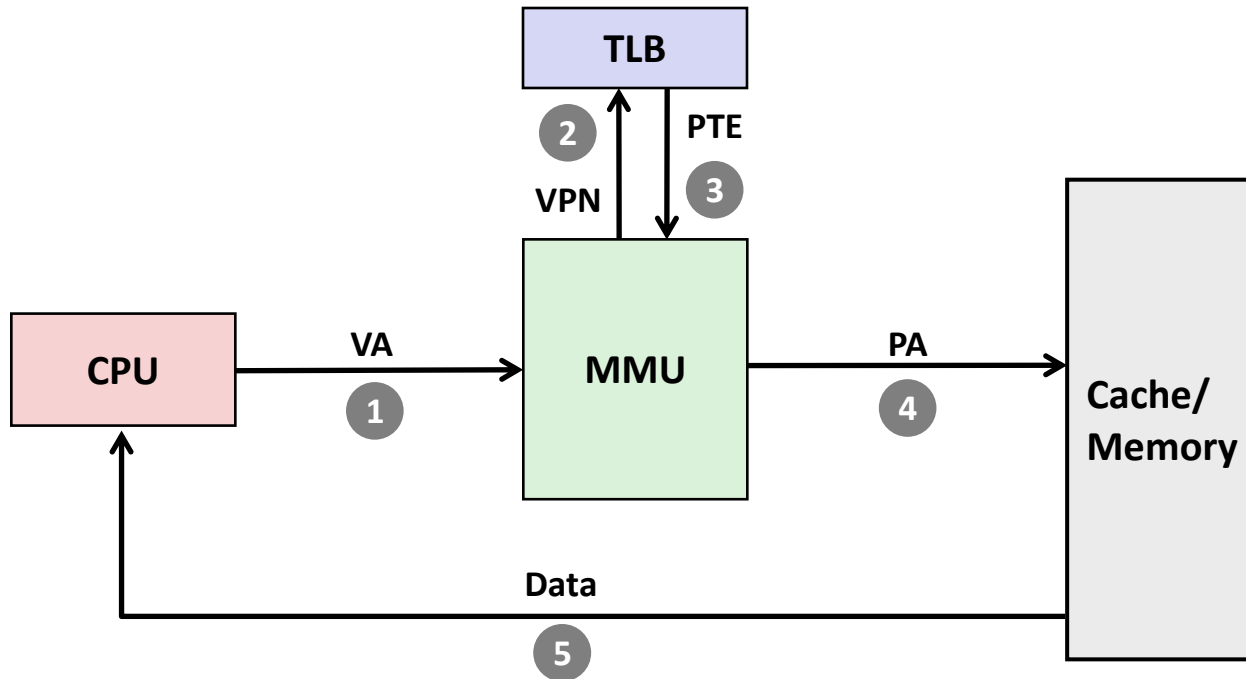 TLB
2
PTE
VPN
3
CPU
VA
1
MMU
PA
4
Cache/
Memory
Data
5